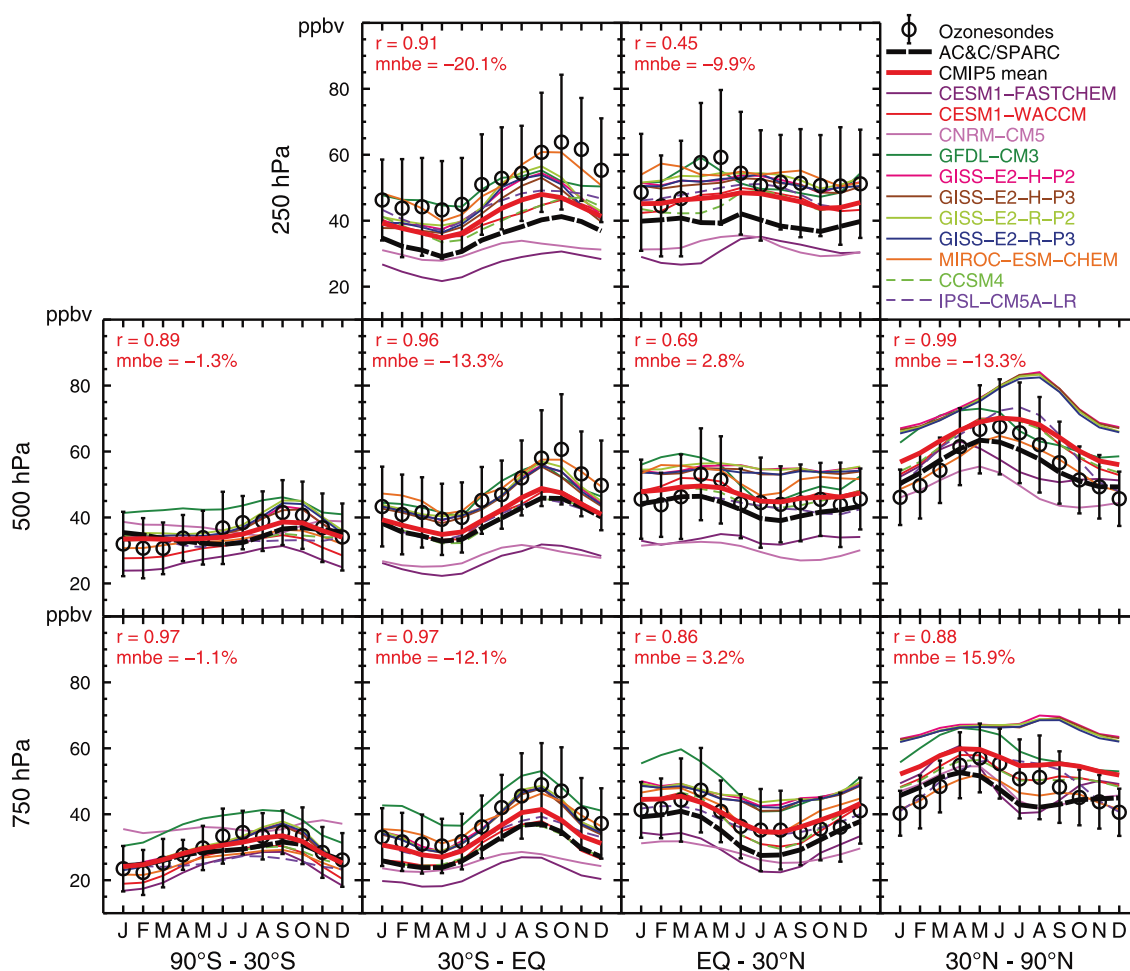 ppbv
r = 0.91
mnbe = −20.1%
r = 0.45
mnbe = −9.9%
80
60
40
20
250 hPa
Ozonesondes
AC&C/SPARC
CMIP5 mean
CESM1−FASTCHEM
CESM1−WACCM
CNRM−CM5
GFDL−CM3
GISS−E2−H−P2
GISS−E2−H−P3
GISS−E2−R−P2
GISS−E2−R−P3
MIROC−ESM−CHEM
CCSM4
IPSL−CM5A−LR
ppbv
r = 0.89
mnbe = −1.3%
r = 0.96
mnbe = −13.3%
r = 0.69
mnbe = 2.8%
r = 0.99
mnbe = −13.3%
80
60
40
20
500 hPa
r = 0.97
mnbe = −1.1%
r = 0.97
mnbe = −12.1%
r = 0.86
mnbe = 3.2%
r = 0.88
mnbe = 15.9%
80
60
40
20
750 hPa
J F M A M J J A S O N D
J F M A M J J A S O N D
J F M A M J J A S O N D
J F M A M J J A S O N D
90°S - 30°S
30°S - EQ
EQ - 30°N
30°N - 90°N